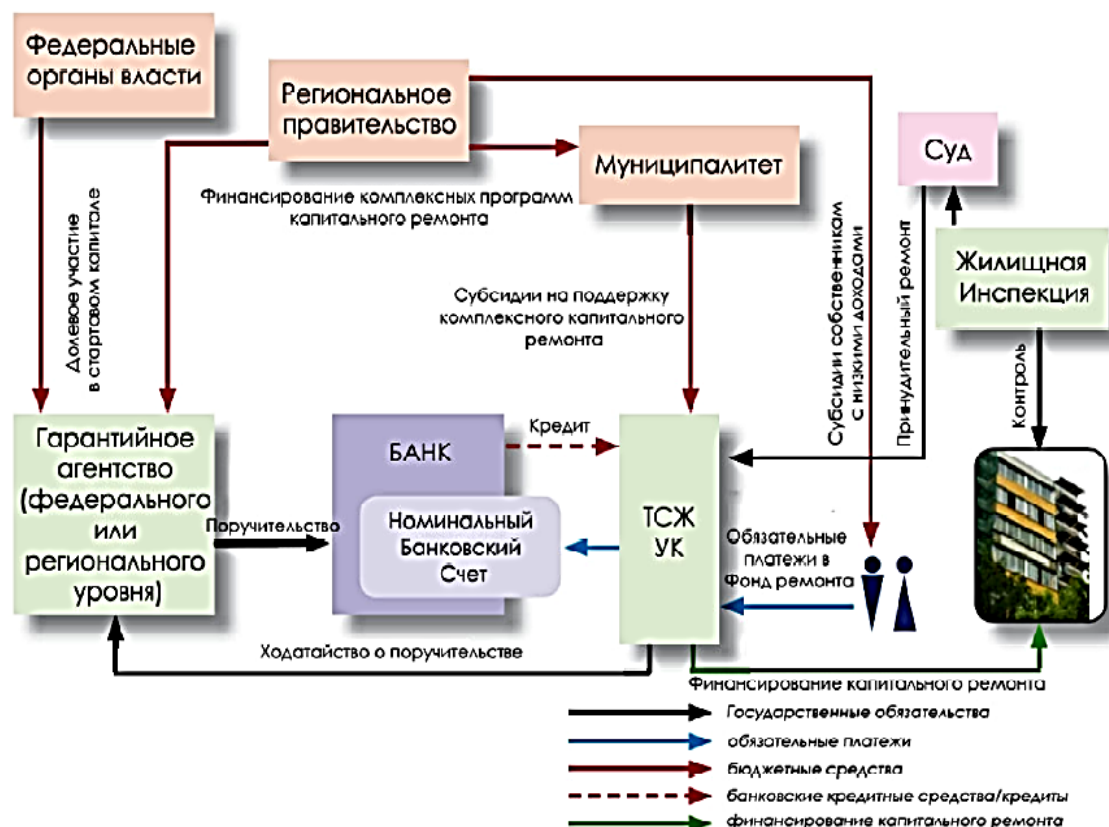 Федеральные
органы власти
Региональное
правительство
Муниципалитет
Суд
Жилищная
Инспекция
Финансирование комплексных программ
капитального ремонта
Долевое участие
в стартовом капитале
Субсидии на поддержку
комплексного капитального
ремонта
Субсидии собственникам
с низкими доходами
Принудительный ремонт
Контроль
Гарантийное
агентство
(федерального
или
регионального
уровня)
Поручительство
БАНК
Номинальный
Банковский
Счет
Кредит
ТСЖ
УК
Обязательные
платежи в
Фонд ремонта
Ходатайство о поручительстве
Финансирование капитального ремонта
Государственные обязательства
обязательные платежи
бюджетные средства
банковские кредитные средства/кредиты
финансирование капитального ремонта